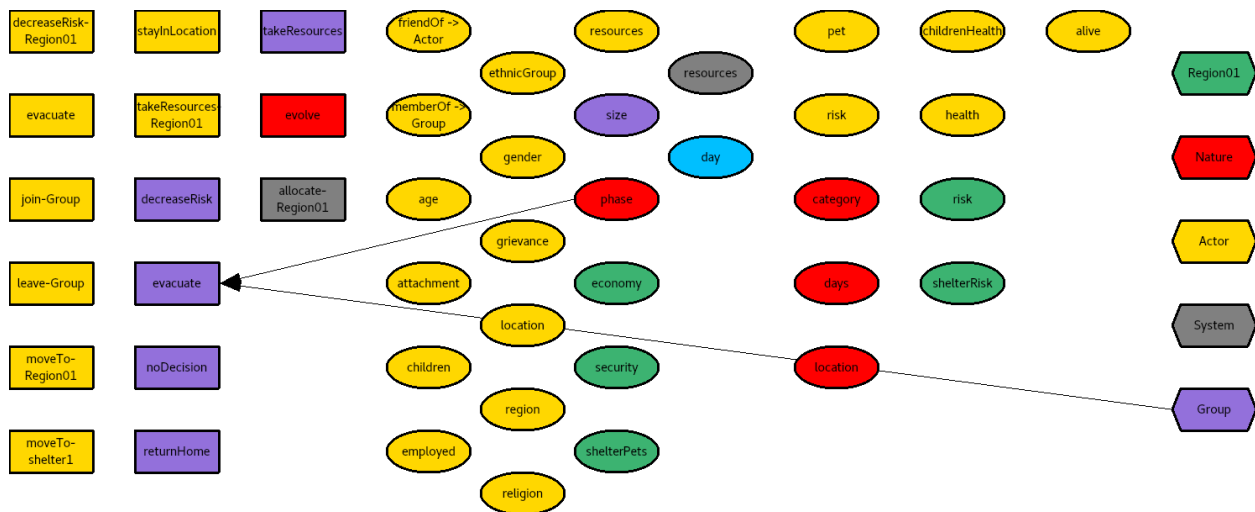 decreaseRisk-
Region01
stayInLocation
takeResources
friendOf ->
Actor
resources
pet
childrenHealth
alive
ethnicGroup
resources
Region01
evacuate
takeResources-
Region01
evolve
memberOf ->
Group
size
risk
health
gender
day
Nature
join-Group
decreaseRisk
allocate-
Region01
age
phase
category
risk
grievance
Actor
leave-Group
evacuate
attachment
economy
days
shelterRisk
location
System
moveTo-
Region01
noDecision
children
security
location
region
Group
moveTo-
shelter1
returnHome
employed
shelterPets
religion